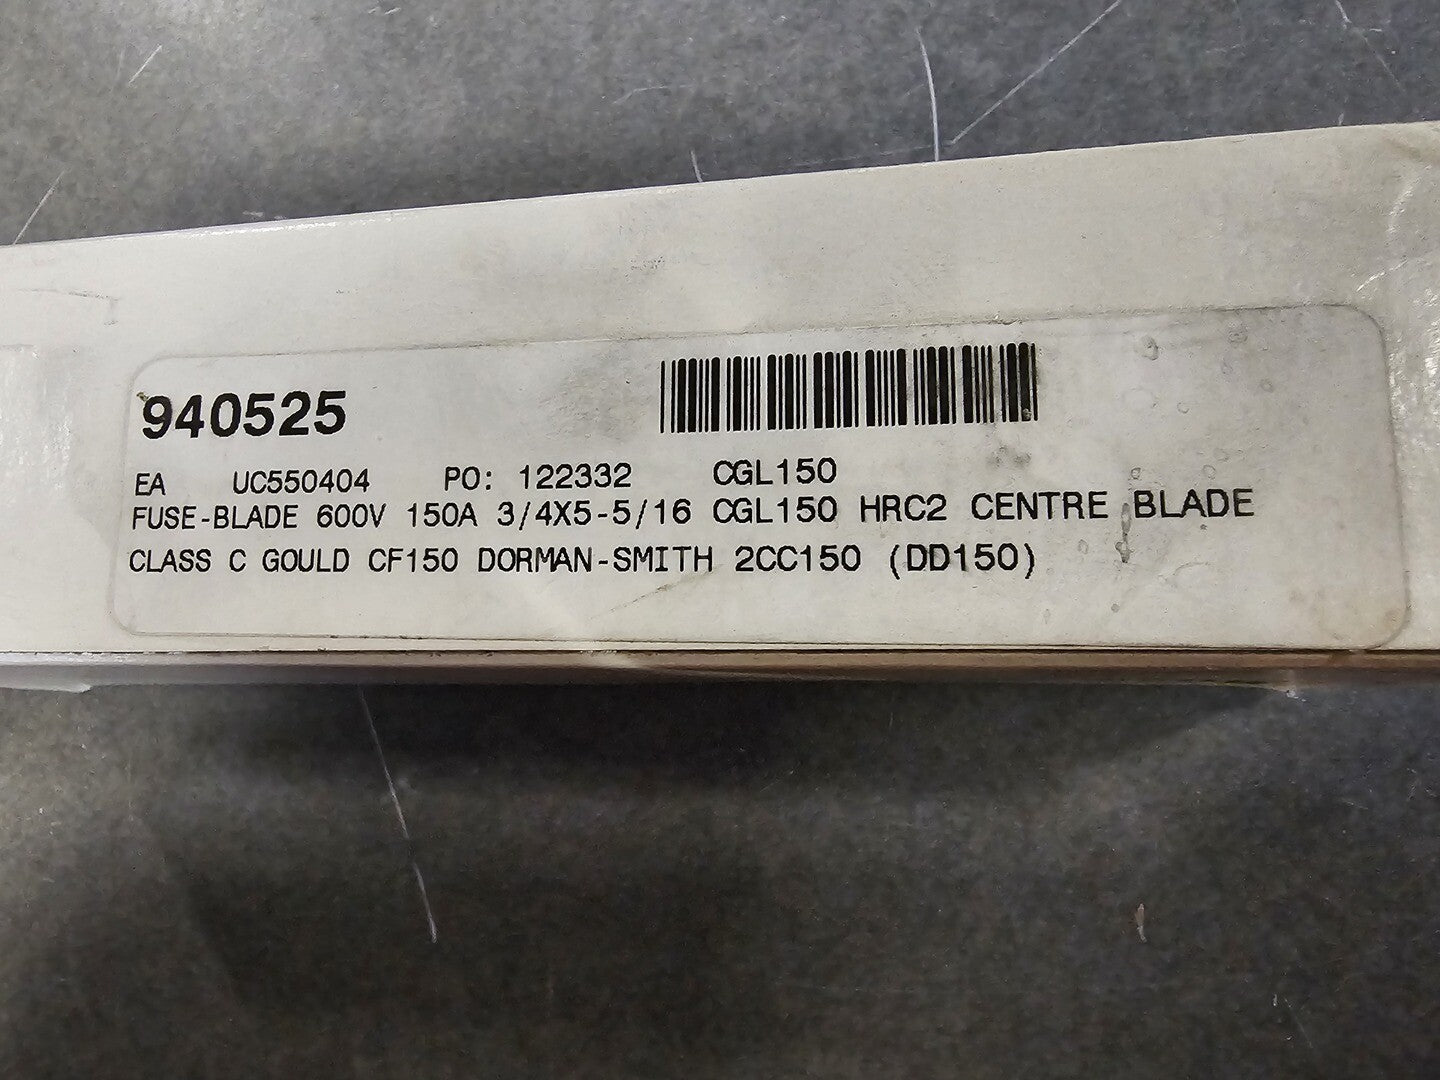 940525
EA UC550404 PO: 122332 CGL150
FUSE-BLADE 600V 150A 3/4X5-5/16 CGL150 HRC2 CENTRE BLADE
CLASS C GOULD CF150 DORMAN-SMITH 2CC150 (DD150)